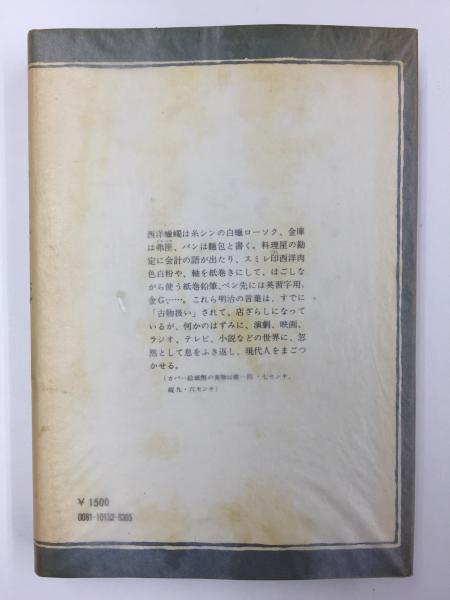 西洋蠟燭は糸シンの白蠟ローソク、金庫
は弗匣、パンは麵包と書く。料理屋の勘
定に会計の語が出たり、スミレ印西洋肉
色白粉や、軸を紙巻きにして、はごしな
がら使う紙巻鉛筆、ペン先には英習字用、
金G……。これら明治の言葉は、すでに
「古物扱い」されて、店ざらしになって
いるが、何かのはずみに、演劇、映画、
ラジオ、テレビ、小説などの世界に、忽
然として息をふき返し、現代人をまごつ
かせる。
(カバー絵紙餅の実物は 一四・七センチ、
縦九・六センチ)
¥1500
0081-10152-8305